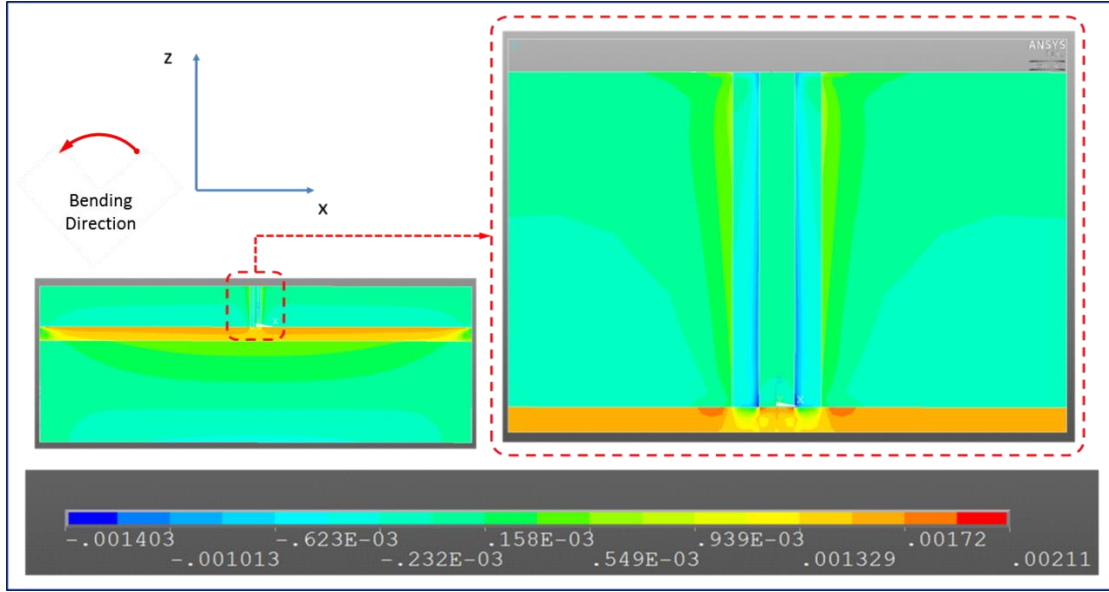 z
ANSYS
Bending
Direction
x
x
x
-.001403 -.623E-03 .158E-03 .939E-03 .00172
-.001013 -.232E-03 .549E-03 .001329 .00211